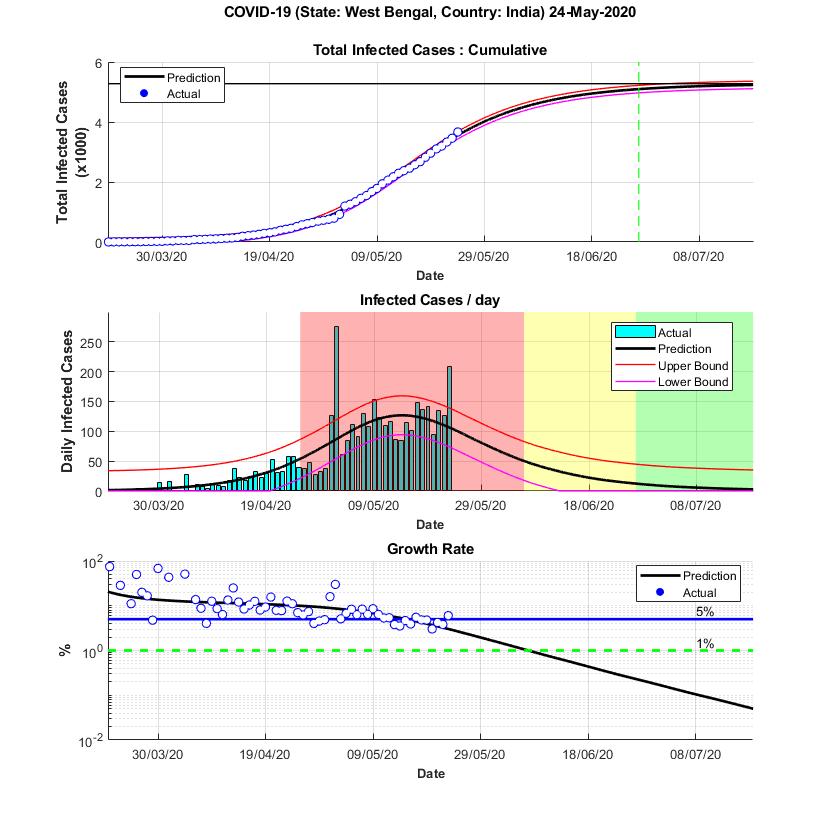 COVID-19 (State: West Bengal, Country: India) 24-May-2020
Total Infected Cases : Cumulative
Total Infected Cases
(x1000)
6
4
2
0
Prediction
Actual
30/03/20 19/04/20 09/05/20 29/05/20 18/06/20 08/07/20
Date
Infected Cases / day
Daily Infected Cases
250
200
150
100
50
0
Actual
Prediction
Upper Bound
Lower Bound
30/03/20 19/04/20 09/05/20 29/05/20 18/06/20 08/07/20
Date
Growth Rate
%
10^2
10^0
10^-2
Prediction
Actual
5%
1%
30/03/20 19/04/20 09/05/20 29/05/20 18/06/20 08/07/20
Date